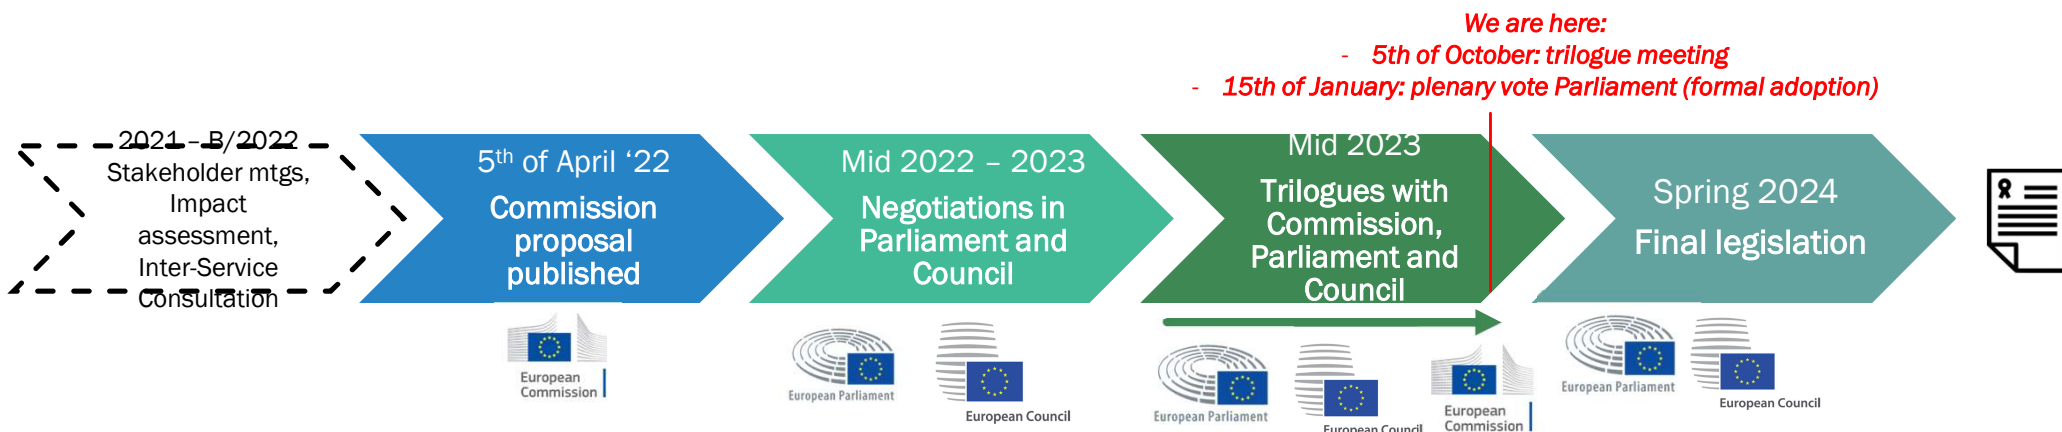 We are here:
- 5th of October: trilogue meeting
- 15th of January: plenary vote Parliament (formal adoption)
2021 – B/2022
Stakeholder mtgs,
Impact
assessment,
Inter-Service
Consultation
5th of April ‘22
Commission
proposal
published
Mid 2022 – 2023
Negotiations in
Parliament and
Council
Mid 2023
Trilogues with
Commission,
Parliament and
Council
Spring 2024
Final legislation
European
Commission
European Parliament
European Council
European Parliament
European Council
European
Commission
European Parliament
European Council